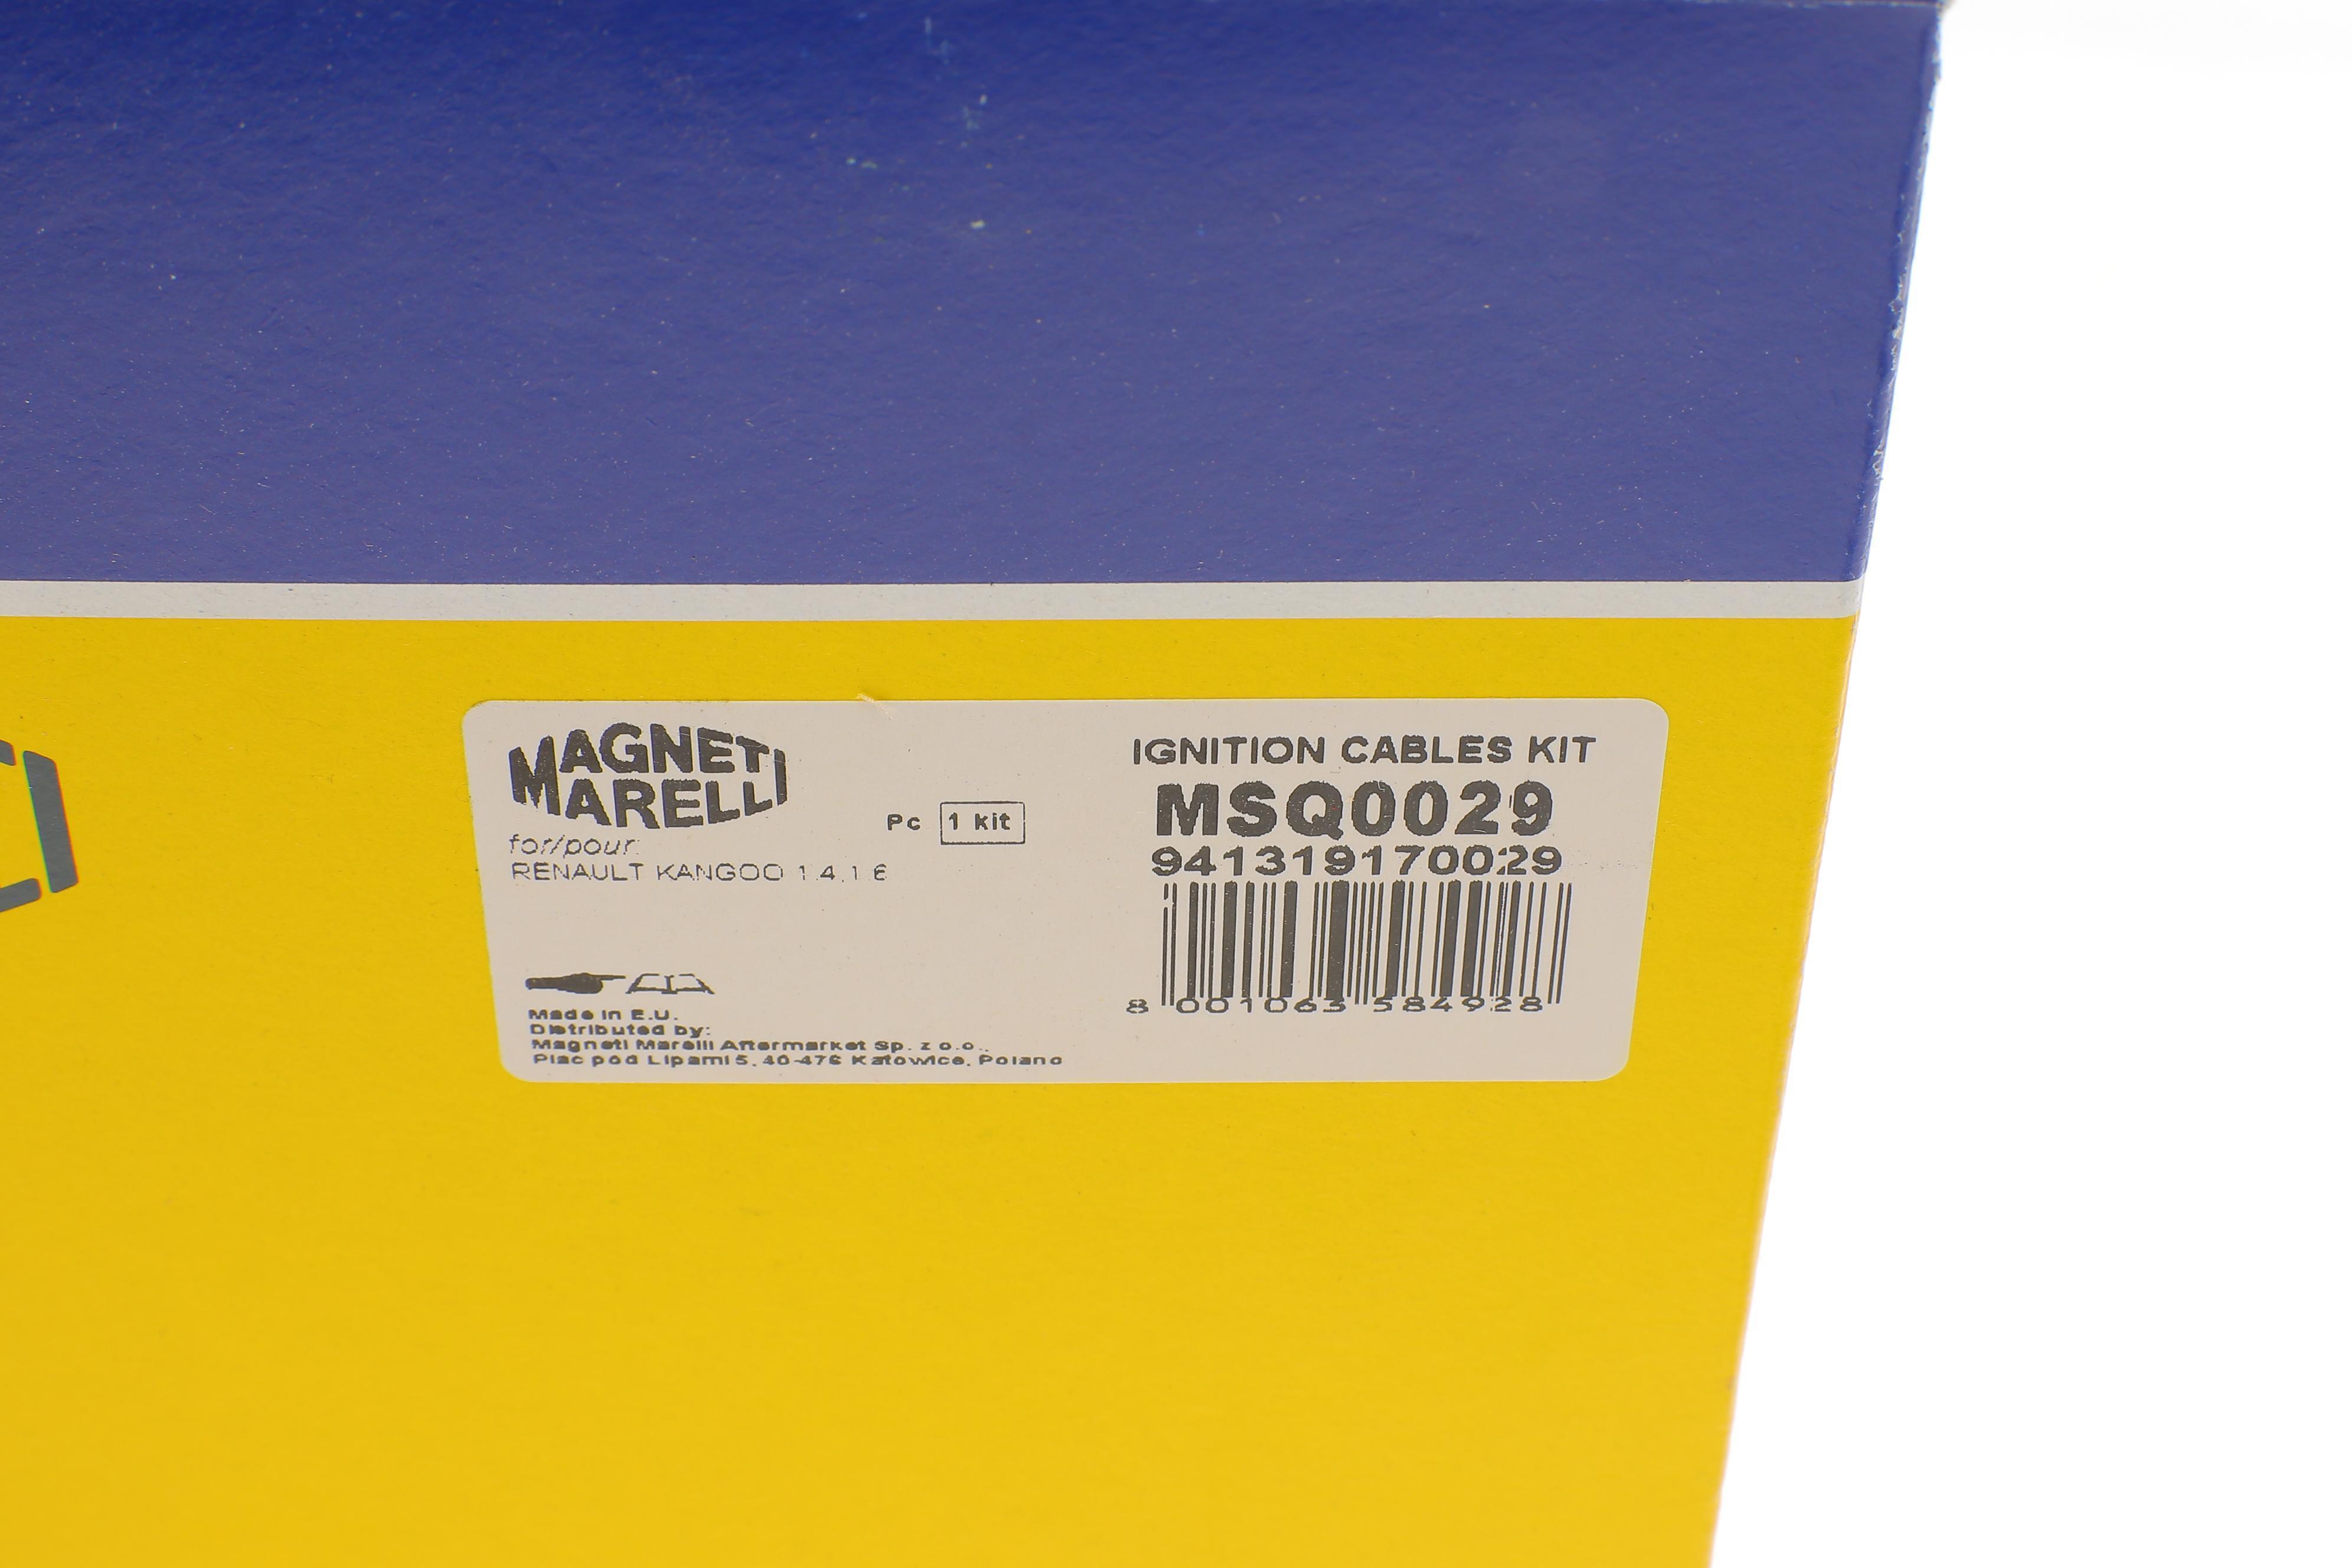 MAGNETI
MARELLI
for/pour:
RENAULT KANGOO 1.4,1.6
Pc 1 kit
IGNITION CABLES KIT
MSQ0029
941319170029
8 001063 584928
Made in E.U.
Distributed by:
Magneti Marelli Aftermarket Sp. z o.o.,
Plac pod Lipami 5, 40-476 Katowice, Poland